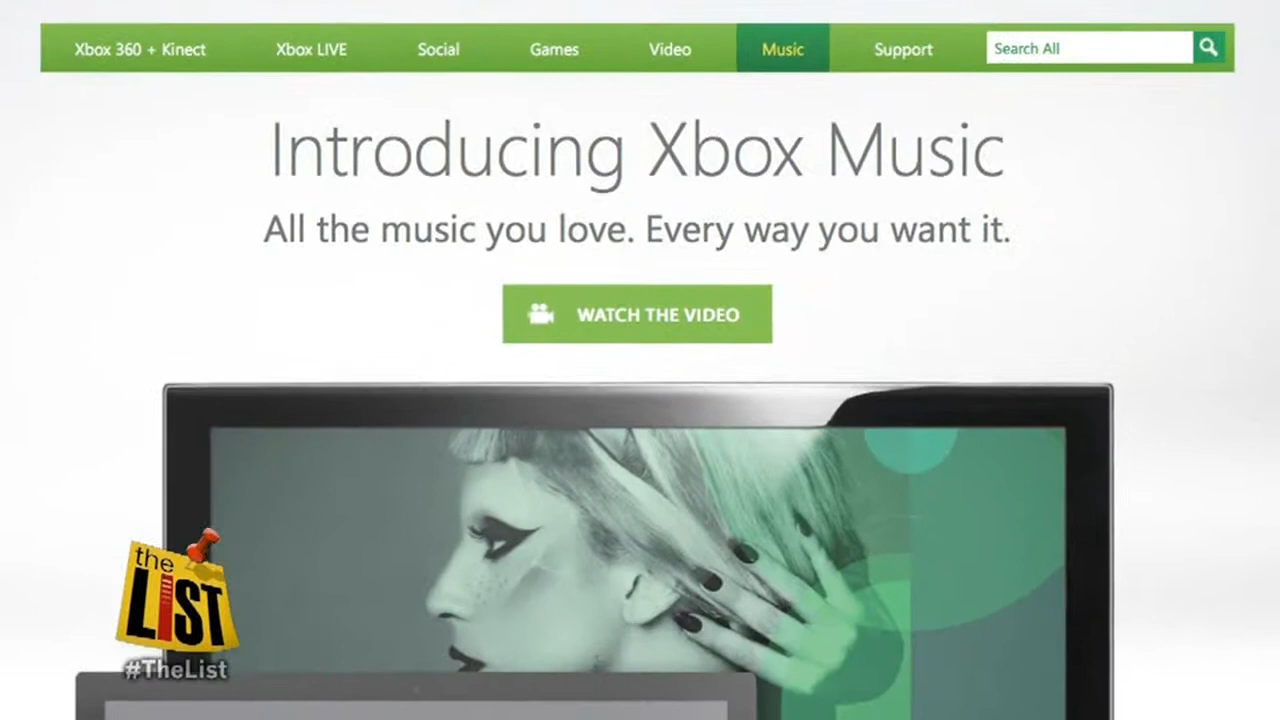 Xbox 360 + Kinect Xbox LIVE Social Games Video Music Support Search All
Introducing Xbox Music
All the music you love. Every way you want it.
WATCH THE VIDEO
the
LIST
#TheList